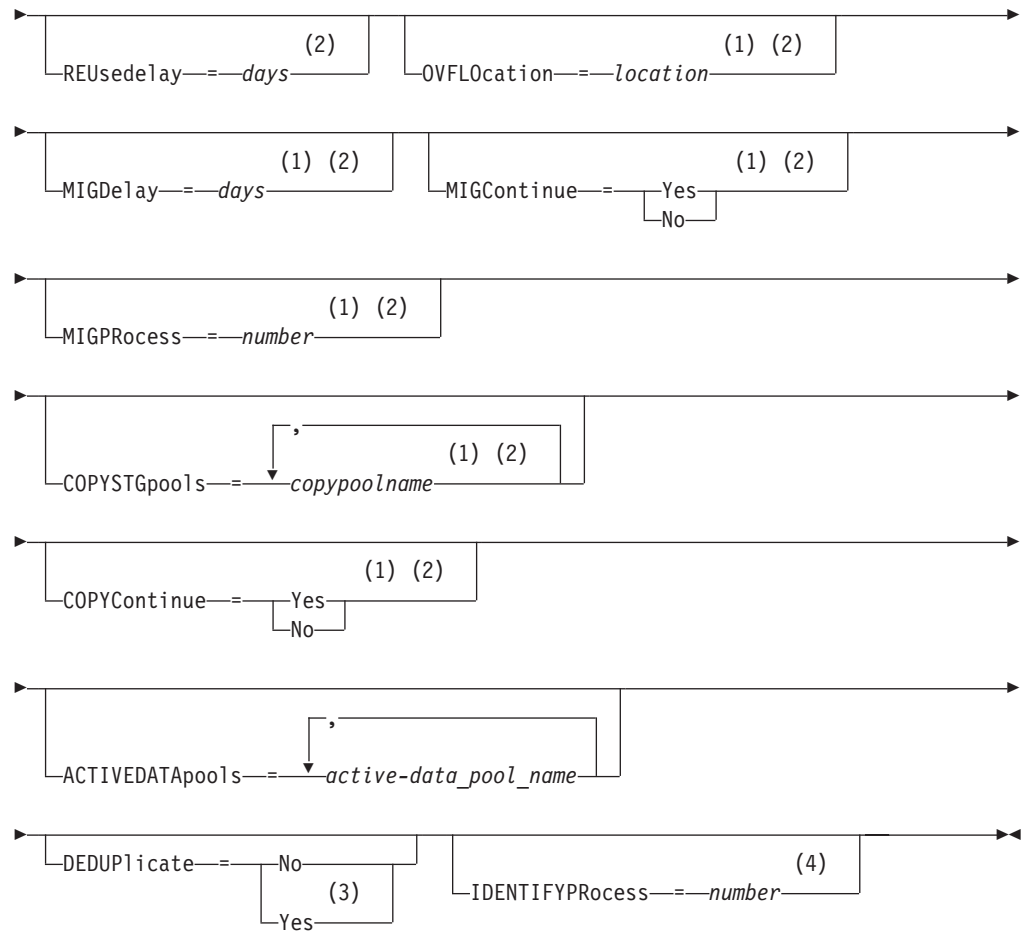 (2) (1) (2)
REUsedelay = days OVFLOcation = location
(1) (2) (1) (2)
MIGDelay = days MIGContinue = Yes
No
(1) (2)
MIGPRocess = number
,
(1) (2)
COPYSTGpools = copypoolname
(1) (2)
COPYContinue = Yes
No
,
ACTIVEDATApools = active-data_pool_name
DEDUPlicate = No (4)
(3) IDENTIFYPRocess = number
Yes